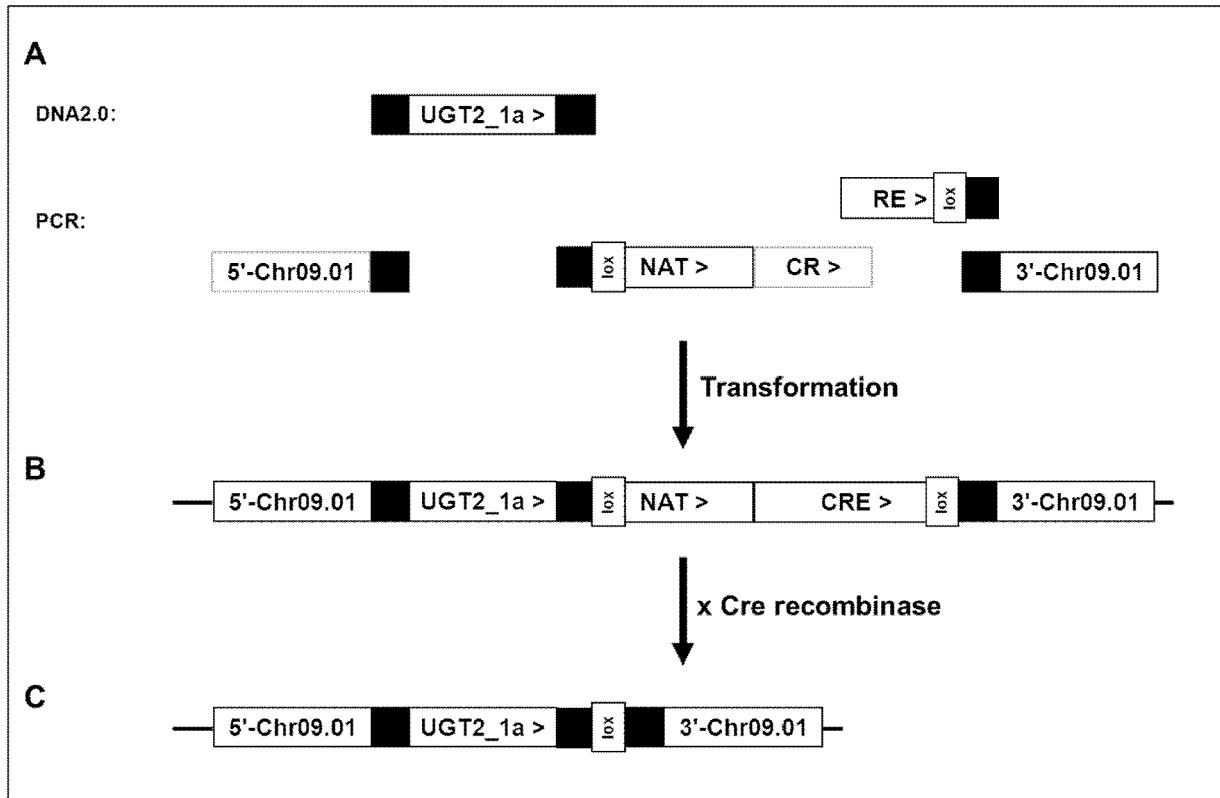 A
DNA2.0:
UGT2_1a >
RE >
lox
PCR:
5'-Chr09.01
lox
NAT >
CR >
3'-Chr09.01
Transformation
B
5'-Chr09.01
UGT2_1a >
lox
NAT >
CRE >
lox
3'-Chr09.01
x Cre recombinase
C
5'-Chr09.01
UGT2_1a >
lox
3'-Chr09.01